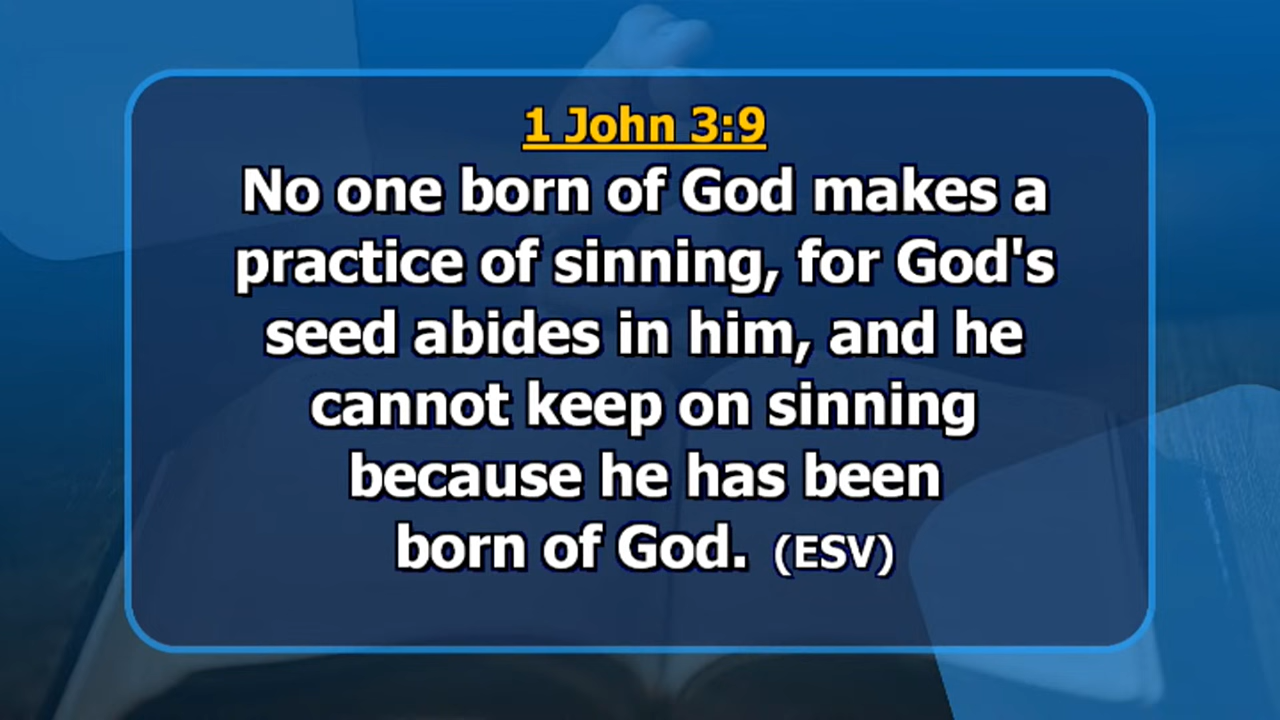 1 John 3:9
No one born of God makes a
practice of sinning, for God's
seed abides in him, and he
cannot keep on sinning
because he has been
born of God. (ESV)